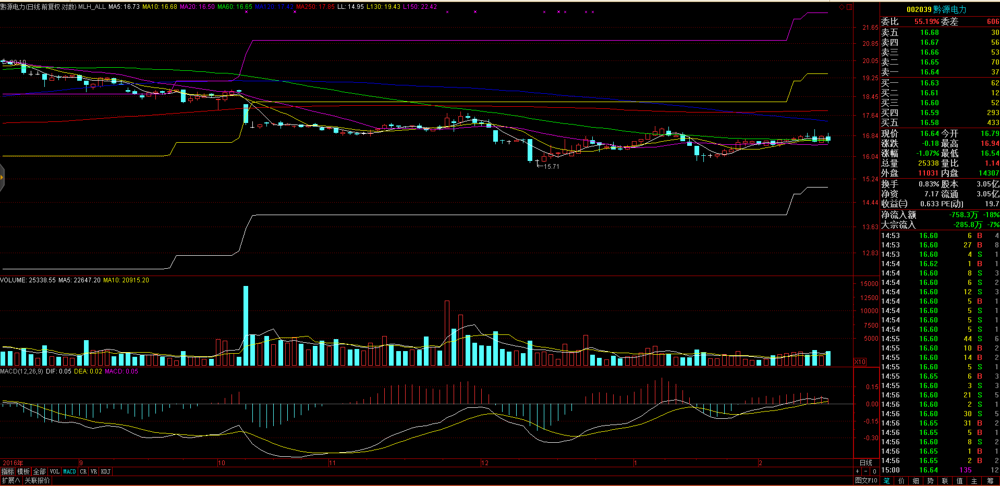 黔源电力(日线.前复权.对数) MLH_ALL MA5: 16.73 MA10: 16.68 MA20: 16.50 MA60: 16.65 MA120: 17.42 MA250: 17.85 LL: 14.95 L130: 19.43 L150: 22.42
20.10
15.71
21.65
20.85
20.05
19.25
18.45
17.64
16.84
16.04
15.24
14.44
13.63
12.83
VOLUME: 25338.55 MA5: 22647.20 MA10: 20915.20
15000
12500
10000
7500
5000
X10
MACD(12,26,9) DIF: 0.05 DEA: 0.02 MACD: 0.05
0.15
0.00
-0.15
-0.30
2016年 9 10 11 12 1 2 日线
指标 模板 全部 VOL MACD CR VR KDJ + - 0
扩展∧ 关联报价 图文F10
002039 黔源电力
委比 55.19% 委差 606
卖五 16.68 30
卖四 16.67 56
卖三 16.66 53
卖二 16.65 70
卖一 16.64 37
买一 16.63 62
买二 16.61 12
买三 16.60 52
买四 16.59 293
买五 16.58 433
现价 16.64 今开 16.79
涨跌 -0.18 最高 16.94
涨幅 -1.07% 最低 16.54
总量 25338 量比 1.14
外盘 11031 内盘 14307
换手 0.83% 股本 3.05亿
净资 7.17 流通 3.05亿
收益㈢ 0.633 PE(动) 19.7
净流入额 -758.3万 -18%
大宗流入 -285.8万 -7%
14:53 16.60 6 B 4
14:53 16.60 27 B 8
14:53 16.60 4 S 1
14:54 16.62 1 B 1
14:54 16.60 8 S 3
14:54 16.60 6 S 2
14:54 16.60 12 S 3
14:54 16.60 5 B 1
14:54 16.60 5 S 1
14:54 16.60 5 S 1
14:54 16.60 5 S 1
14:55 16.60 44 S 6
14:55 16.60 10 B 2
14:55 16.60 14 B 2
14:55 16.60 5 S 1
14:55 16.65 6 B 3
14:55 16.60 3 S 3
14:56 16.60 21 S 5
14:56 16.60 2 S 1
14:56 16.60 30 S 5
14:56 16.65 31 B 2
14:56 16.65 5 B 1
14:56 16.60 8 S 2
14:56 16.65 1 B 1
14:56 16.65 2 B 2
15:00 16.64 135 12
笔 价 细 势 联 值 主 筹